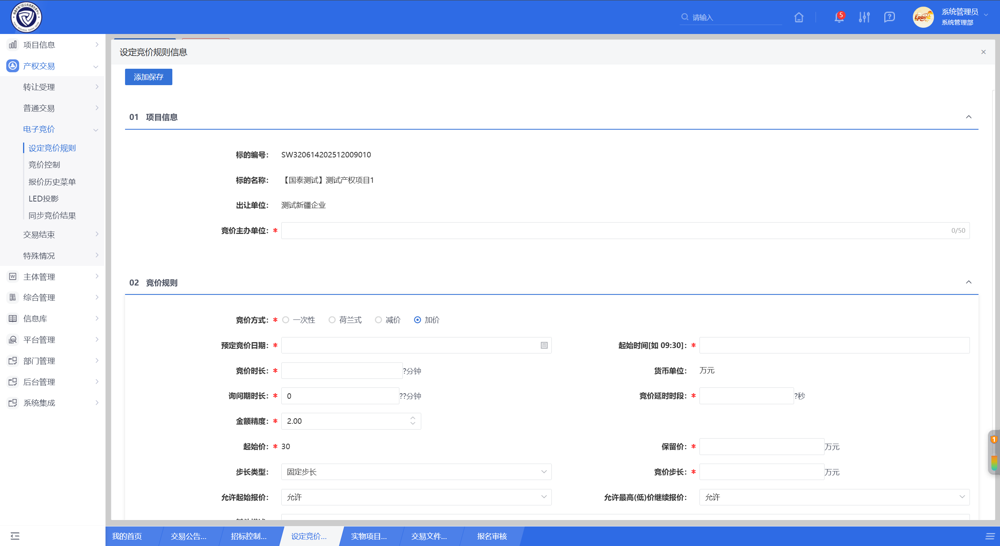 请输入
5
系统管理员
系统管理部
项目信息
产权交易
转让受理
普通交易
电子竞价
设定竞价规则
竞价控制
报价历史菜单
LED投影
同步竞价结果
交易结束
特殊情况
主体管理
综合管理
信息库
平台管理
部门管理
后台管理
系统集成
设定竞价规则信息
添加保存
01 项目信息
标的编号： SW320614202512009010
标的名称： 【国泰测试】测试产权项目1
出让单位： 测试新疆企业
竞价主办单位： * 0/50
02 竞价规则
竞价方式： * 一次性 荷兰式 减价 加价
预定竞价日期： * 起始时间[如 09:30]： *
竞价时长： * ?分钟 货币单位： 万元
询问期时长： * 0 ??分钟 竞价延时时段： * ?秒
金额精度： * 2.00
起始价： * 30 保留价： * 万元
步长类型： 固定步长 竞价步长： * 万元
允许起始报价： 允许 允许最高(低)价继续报价： 允许
1
我的首页 交易公告... 招标控制... 设定竞价... 实物项目... 交易文件... 报名审核